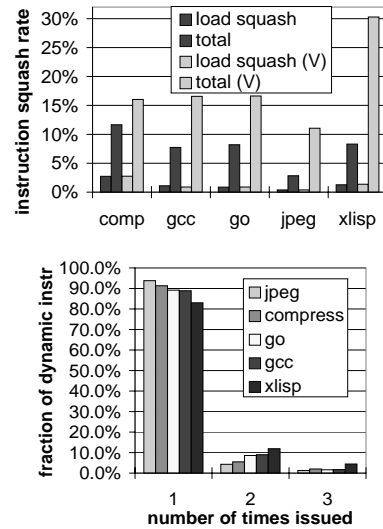 instruction squash rate
30%
25%
20%
15%
10%
5%
0%
load squash
total
load squash (V)
total (V)
comp gcc go jpeg xlisp
fraction of dynamic instr
100.0%
90.0%
80.0%
70.0%
60.0%
50.0%
40.0%
30.0%
20.0%
10.0%
0.0%
jpeg
compress
go
gcc
xlisp
1 2 3
number of times issued